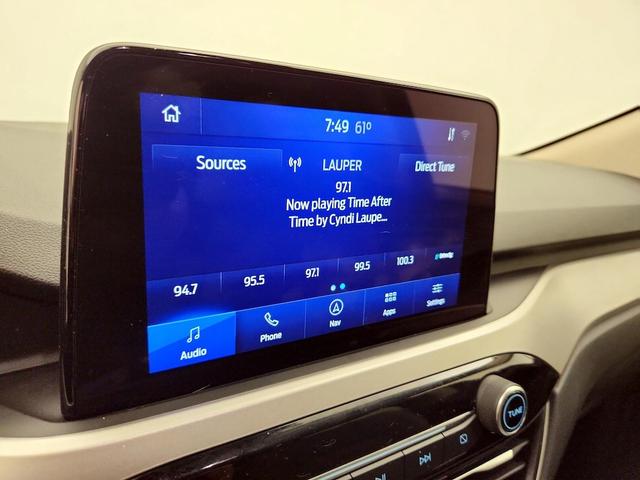 7:49 61°
Sources
LAUPER
Direct Tune
97.1
Now playing Time After
Time by Cyndi Laupe...
94.7
95.5
97.1
99.5
100.3
Audio
Phone
Nav
Apps
Settings
TUNE